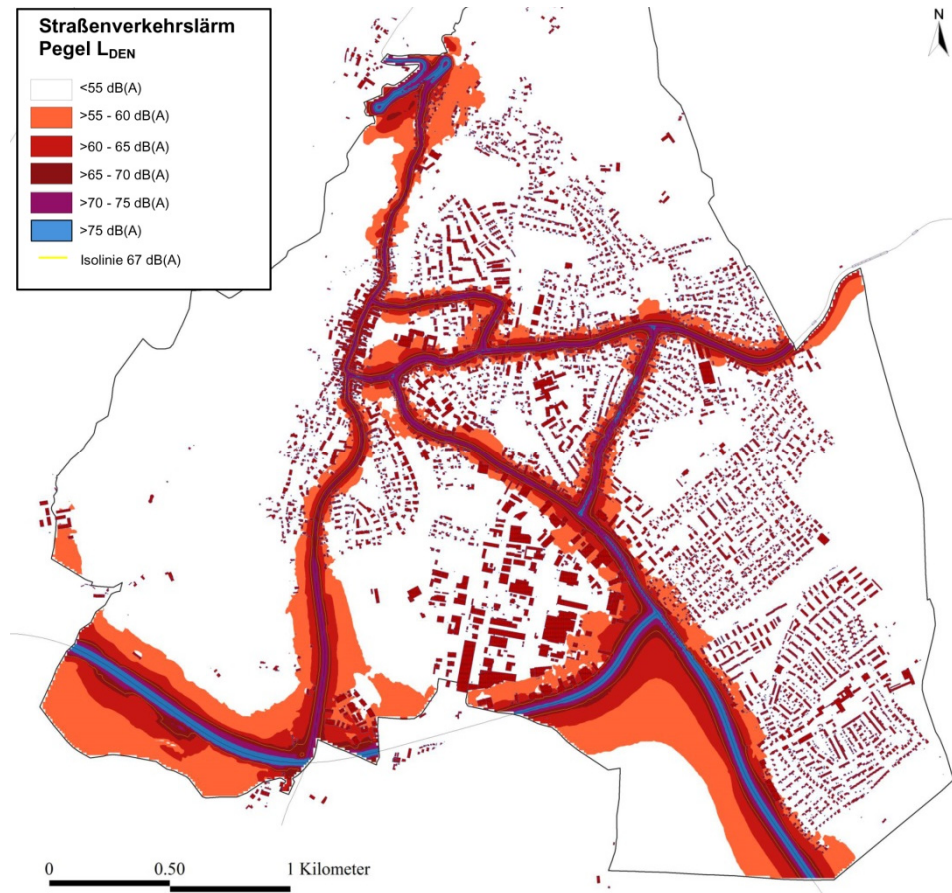 Straßenverkehrslärm
Pegel LDEN
<55 dB(A)
>55 - 60 dB(A)
>60 - 65 dB(A)
>65 - 70 dB(A)
>70 - 75 dB(A)
>75 dB(A)
Isolinie 67 dB(A)
N
0 0.50 1 Kilometer